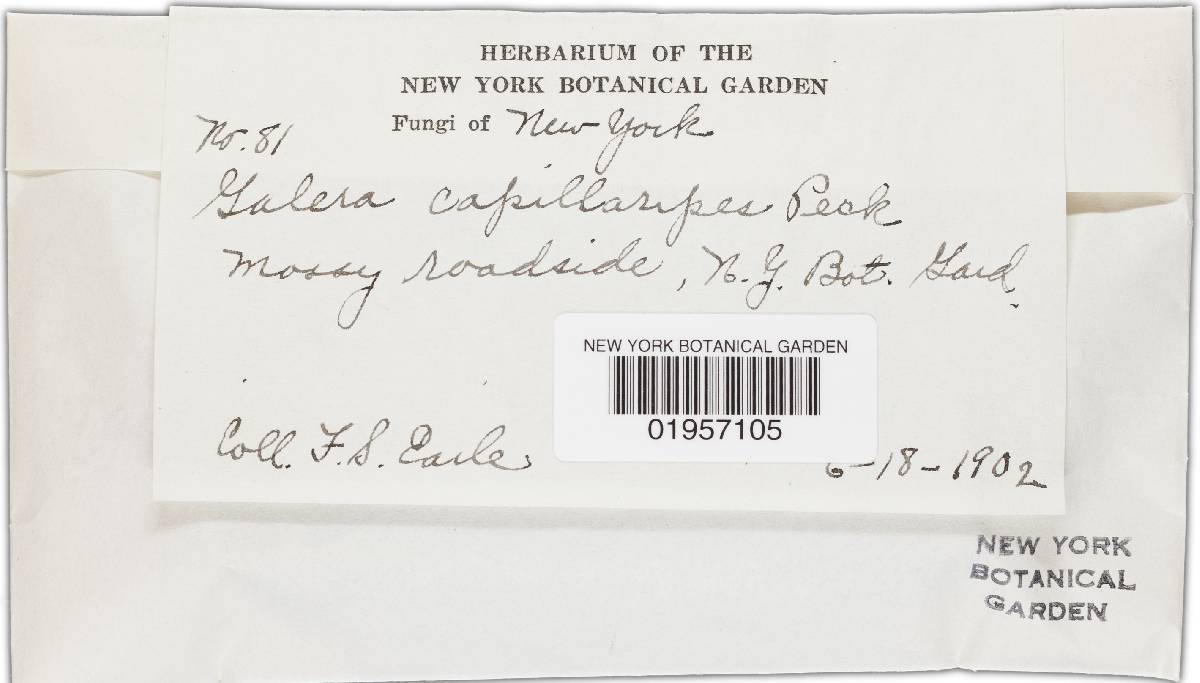 HERBARIUM OF THE
NEW YORK BOTANICAL GARDEN
Fungi of New York
No. 81
Galera capillaripes Peck
Mossy roadside, N.Y. Bot. Gard.
NEW YORK BOTANICAL GARDEN
01957105
Coll. F.S. Earle
6-18-1902
NEW YORK
BOTANICAL
GARDEN